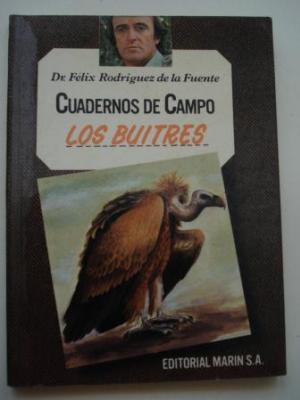 Dr. Félix Rodríguez de la Fuente
CUADERNOS DE CAMPO
LOS BUITRES
EDITORIAL MARIN S.A.